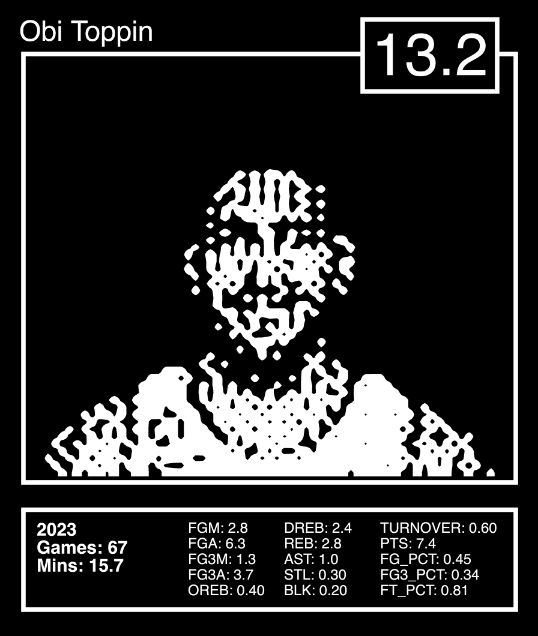 Obi Toppin
13.2
2023
Games: 67
Mins: 15.7
FGM: 2.8
FGA: 6.3
FG3M: 1.3
FG3A: 3.7
OREB: 0.40
DREB: 2.4
REB: 2.8
AST: 1.0
STL: 0.30
BLK: 0.20
TURNOVER: 0.60
PTS: 7.4
FG_PCT: 0.45
FG3_PCT: 0.34
FT_PCT: 0.81